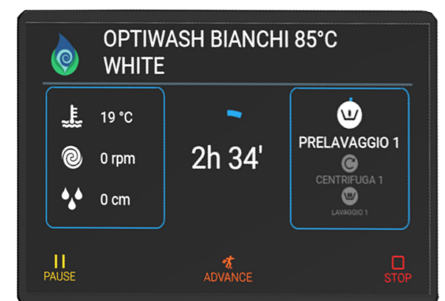 OPTIWASH BIANCHI 85°C
WHITE
19 °C
0 rpm
0 cm
2h 34'
PRELAVAGGIO 1
CENTRIFUGA 1
LAVAGGIO 1
PAUSE
ADVANCE
STOP